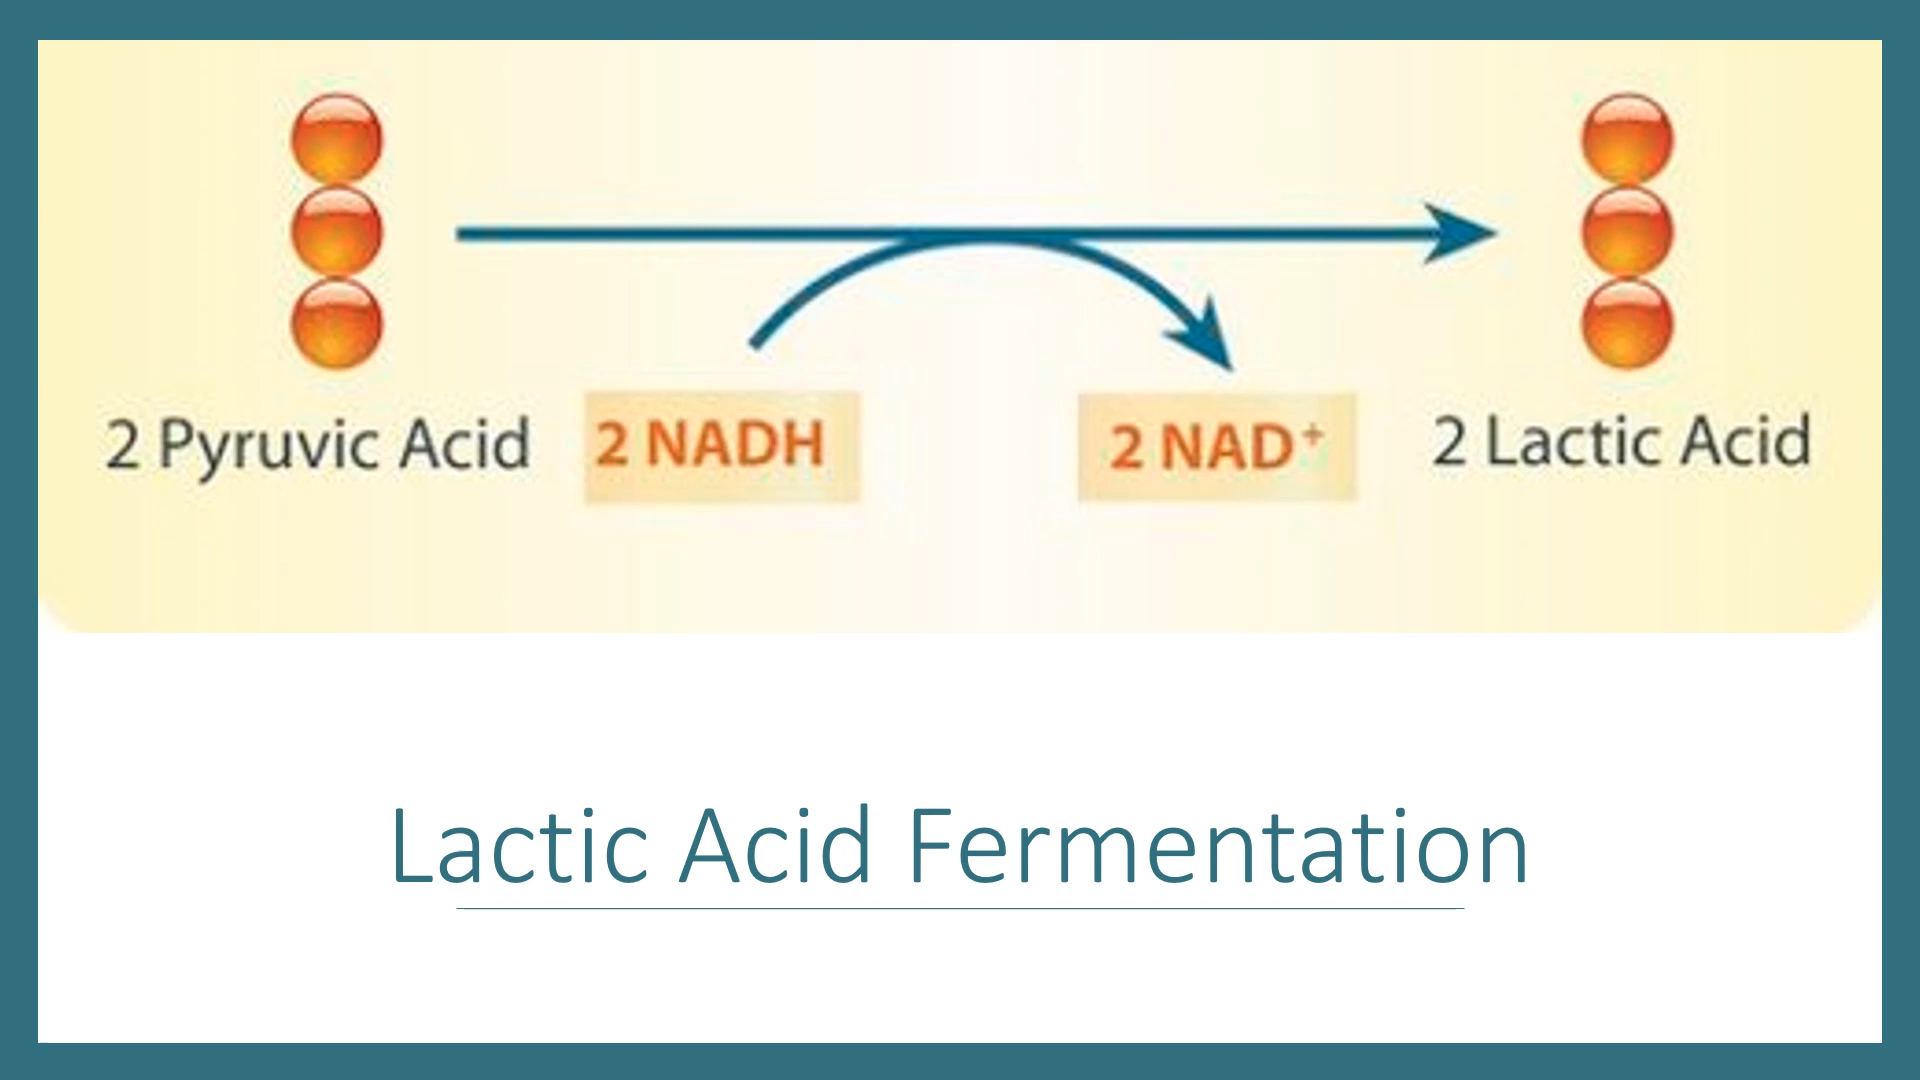 2 Pyruvic Acid
2 NADH
2 NAD⁺
2 Lactic Acid
Lactic Acid Fermentation